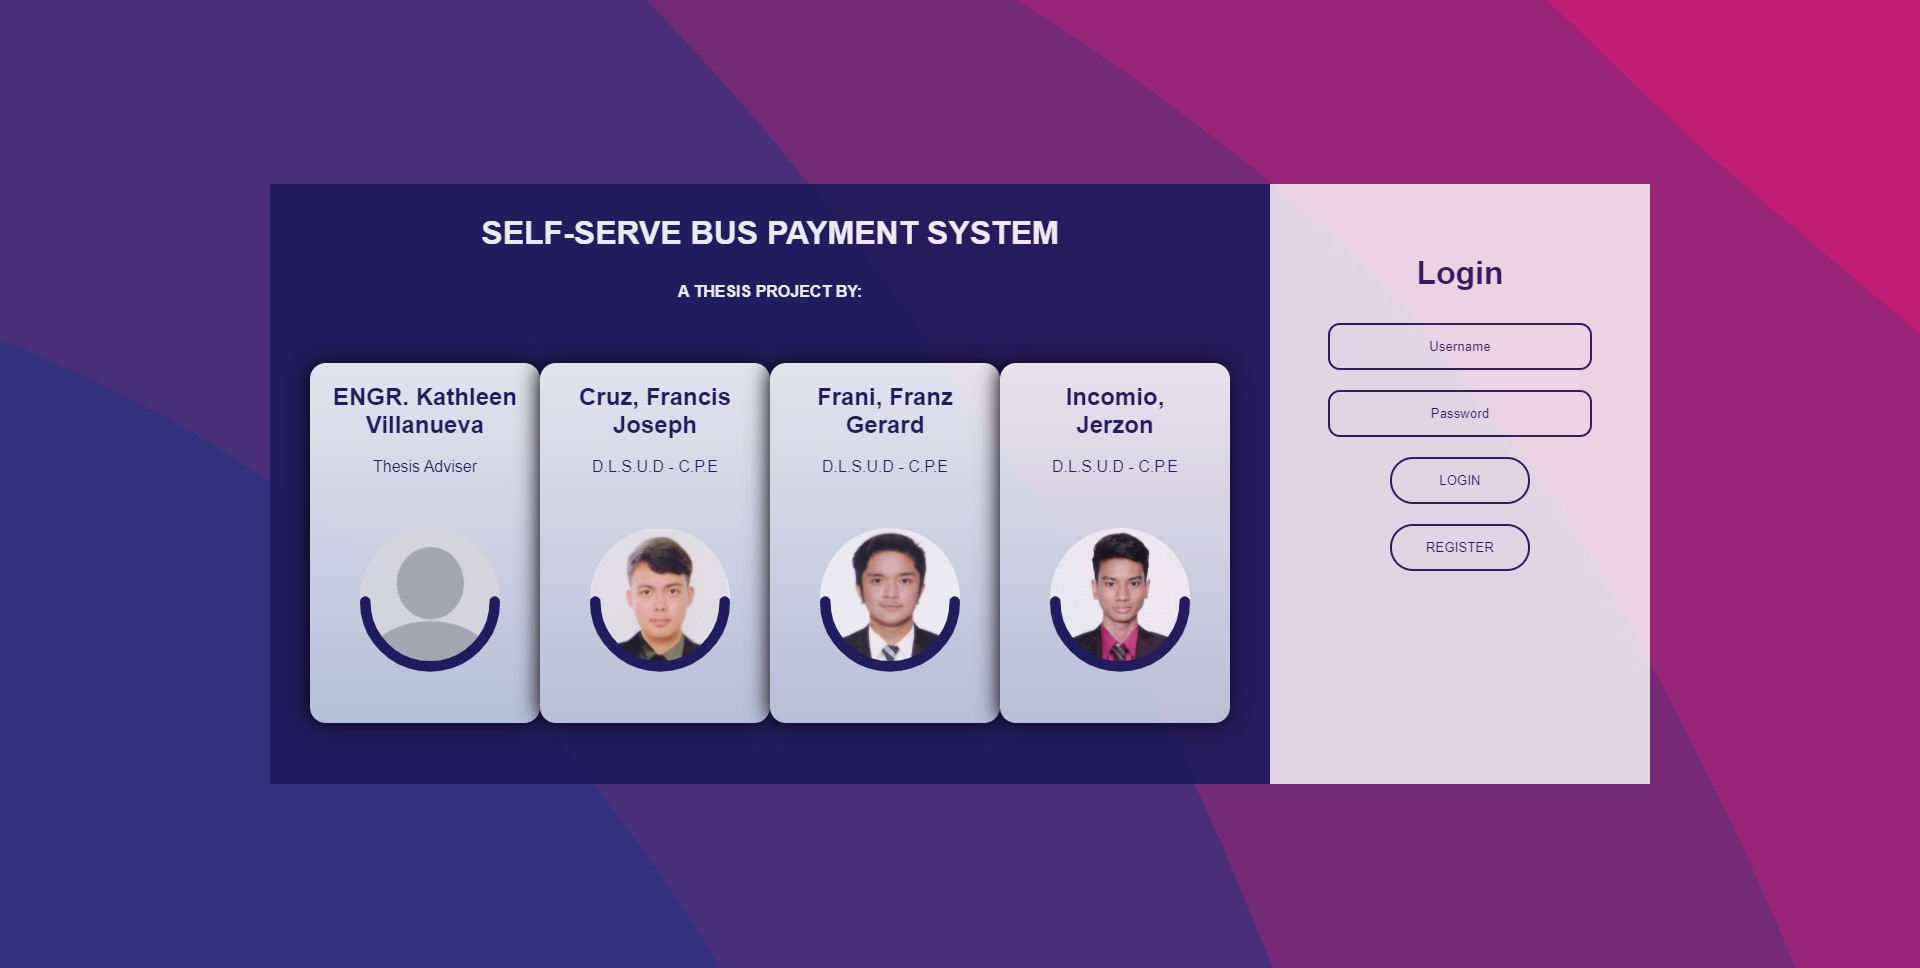 SELF-SERVE BUS PAYMENT SYSTEM
A THESIS PROJECT BY:
ENGR. Kathleen
Villanueva
Thesis Adviser
Cruz, Francis
Joseph
D.L.S.U.D - C.P.E
Frani, Franz
Gerard
D.L.S.U.D - C.P.E
Incomio,
Jerzon
D.L.S.U.D - C.P.E
Login
Username
Password
LOGIN
REGISTER